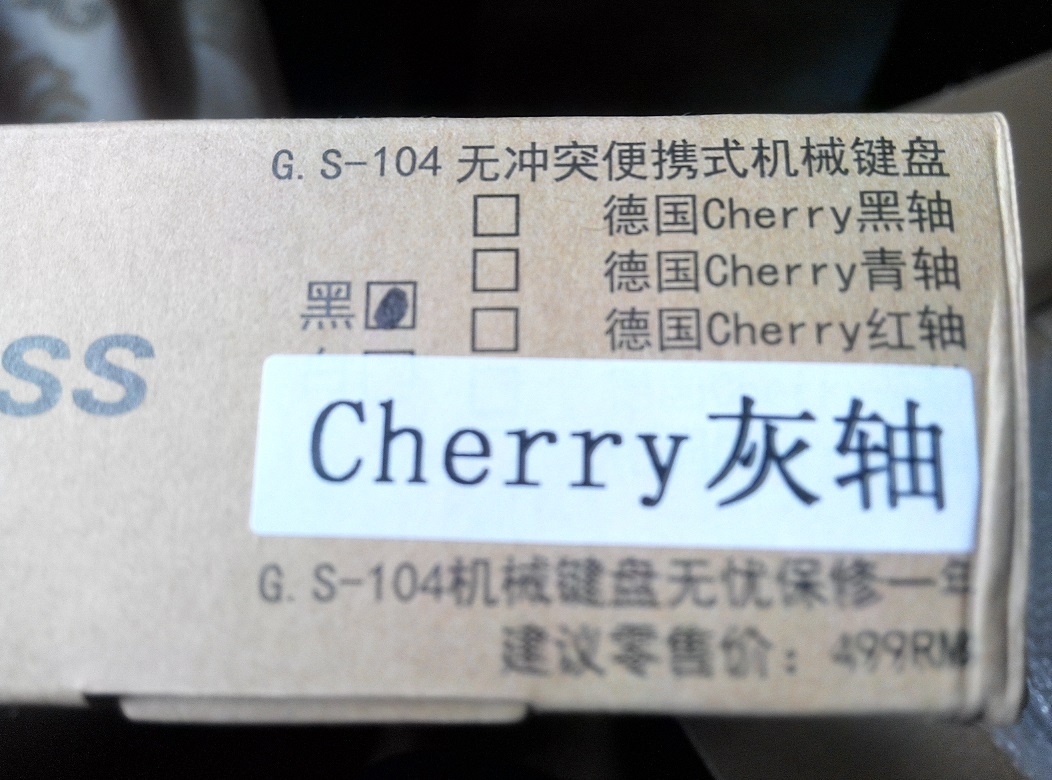 G.S-104 无冲突便携式机械键盘
□ 德国Cherry黑轴
□ 德国Cherry青轴
黑 □ 德国Cherry红轴
SS
Cherry灰轴
G.S-104机械键盘无忧保修一年
建议零售价：499RMB